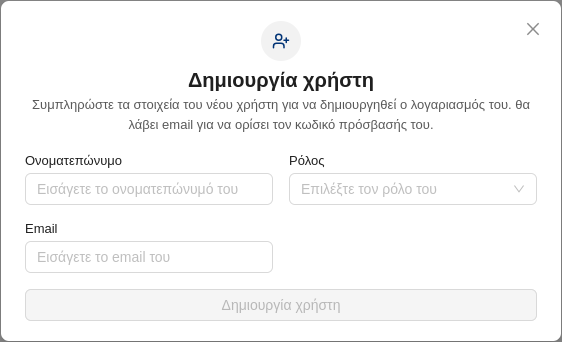 Δημιουργία χρήστη
Συμπληρώστε τα στοιχεία του νέου χρήστη για να δημιουργηθεί ο λογαριασμός του. θα
λάβει email για να ορίσει τον κωδικό πρόσβασής του.
Ονοματεπώνυμο
Ρόλος
Εισάγετε το ονοματεπώνυμό του
Επιλέξτε τον ρόλο του
Email
Εισάγετε το email του
Δημιουργία χρήστη